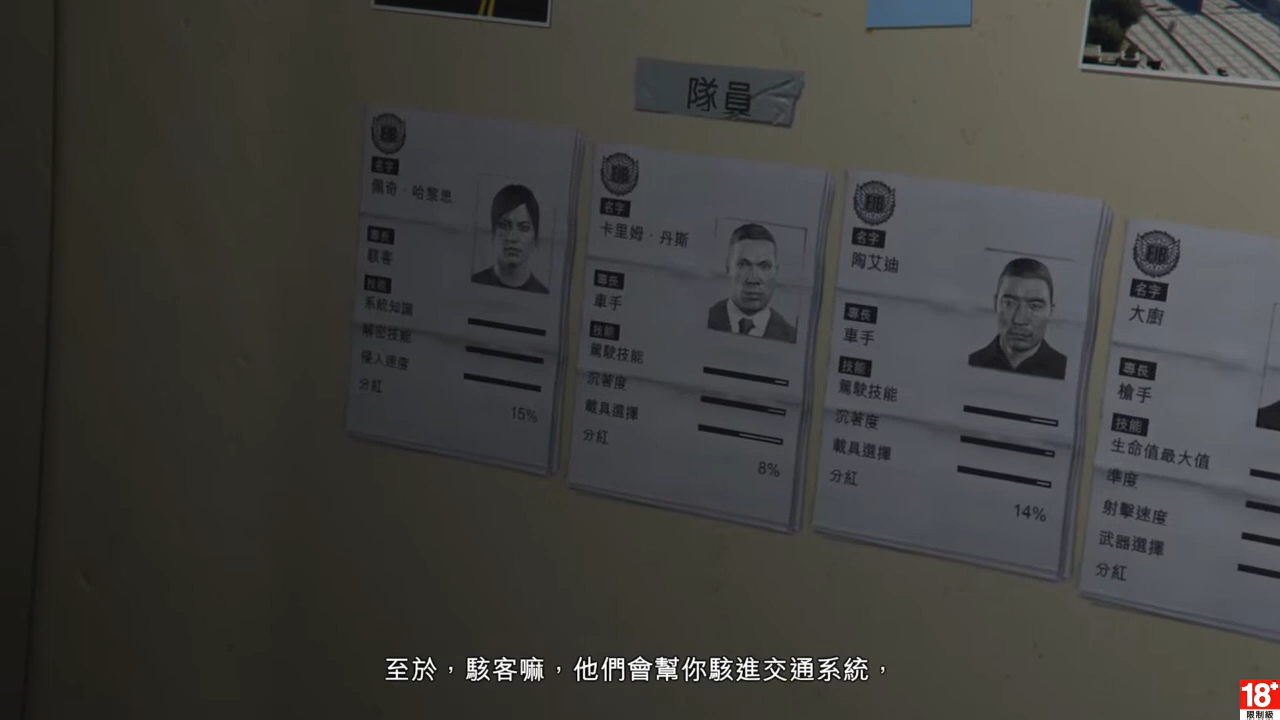 隊員
FIB
名字
佩奇·哈黎思
專長
駭客
技能
系統知識
解密技能
侵入速度
分紅
15%
FIB
名字
卡里姆·丹斯
專長
車手
技能
駕駛技能
沉著度
載具選擇
分紅
8%
FIB
名字
陶艾迪
專長
車手
技能
駕駛技能
沉著度
載具選擇
分紅
14%
FIB
名字
大廚
專長
槍手
技能
生命值最大值
準度
射擊速度
武器選擇
分紅
至於，駭客嘛，他們會幫你駭進交通系統，
18+
限制級